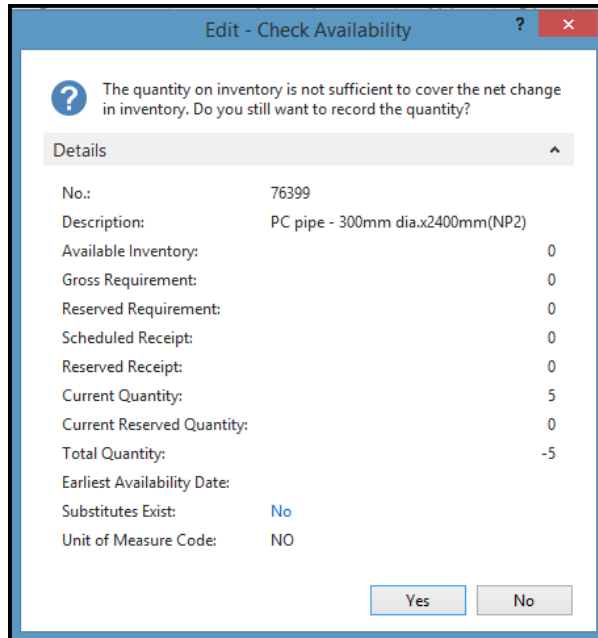 Edit - Check Availability ? ×
The quantity on inventory is not sufficient to cover the net change
in inventory. Do you still want to record the quantity?
Details
No.: 76399
Description: PC pipe - 300mm dia.x2400mm(NP2)
Available Inventory: 0
Gross Requirement: 0
Reserved Requirement: 0
Scheduled Receipt: 0
Reserved Receipt: 0
Current Quantity: 5
Current Reserved Quantity: 0
Total Quantity: -5
Earliest Availability Date:
Substitutes Exist: No
Unit of Measure Code: NO
Yes No